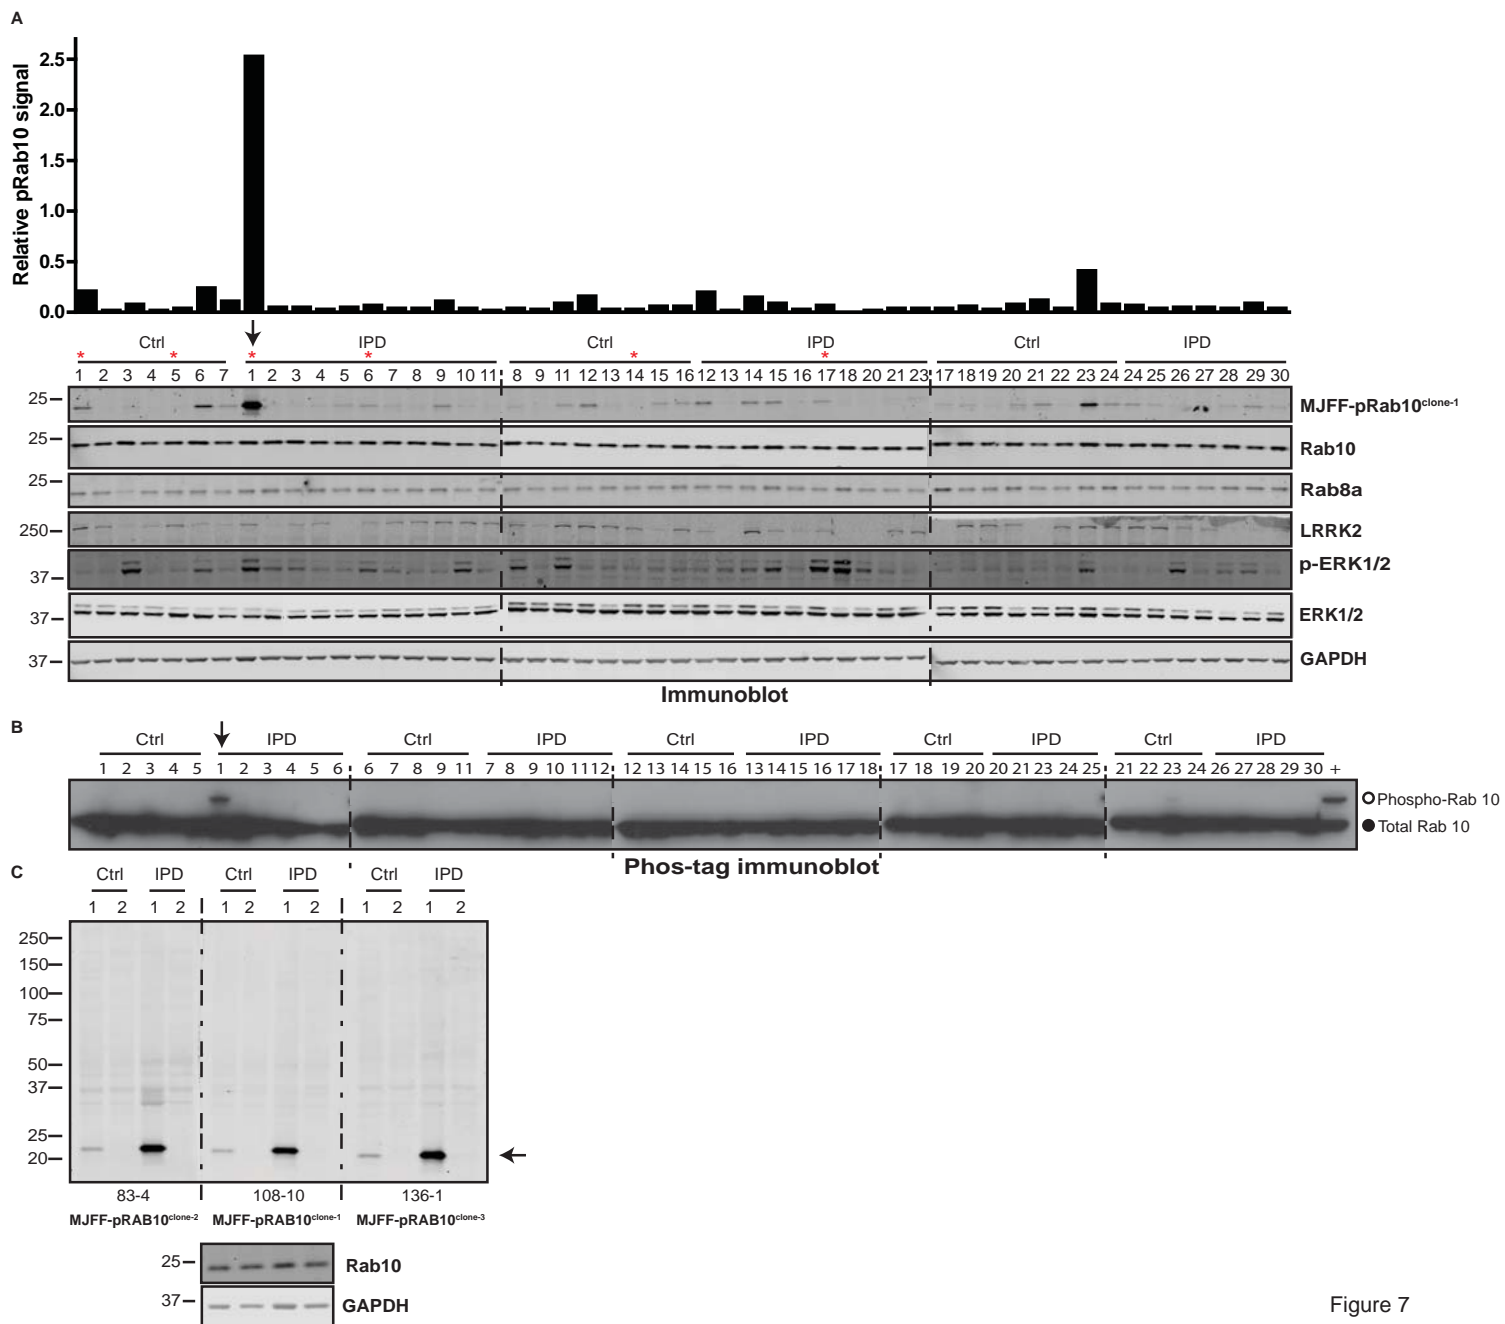 A
Relative pRab10 signal
2.5
2.0
1.5
1.0
0.5
0.0
Ctrl IPD Ctrl IPD Ctrl IPD
* * * * * *
1 2 3 4 5 6 7 1 2 3 4 5 6 7 8 9 10 11 8 9 11 12 14 15 16 12 13 14 15 17 18 20 21 23 17 18 19 20 21 22 23 24 24 25 26 27 28 29 30
25 MJFF-pRab10clone-1
25 Rab10
25 Rab8a
250 LRRK2
37 p-ERK1/2
37 ERK1/2
37 GAPDH
Immunoblot
B
Ctrl IPD Ctrl IPD Ctrl IPD Ctrl IPD Ctrl IPD
1 2 3 4 5 1 2 3 4 5 6 6 7 8 9 11 7 8 9 10 11 12 12 13 14 15 16 13 14 15 16 17 18 17 18 19 20 20 21 23 24 25 21 22 23 24 26 27 28 29 30 +
Phospho-Rab 10
Total Rab 10
Phos-tag immunoblot
C
Ctrl IPD Ctrl IPD Ctrl IPD
1 2 1 2 1 2 1 2 1 2 1 2
250
150
100
75
50
37
25
20
83-4 108-10 136-1
MJFF-pRAB10clone-2 MJFF-pRAB10clone-1 MJFF-pRAB10clone-3
25 Rab10
37 GAPDH
Figure 7